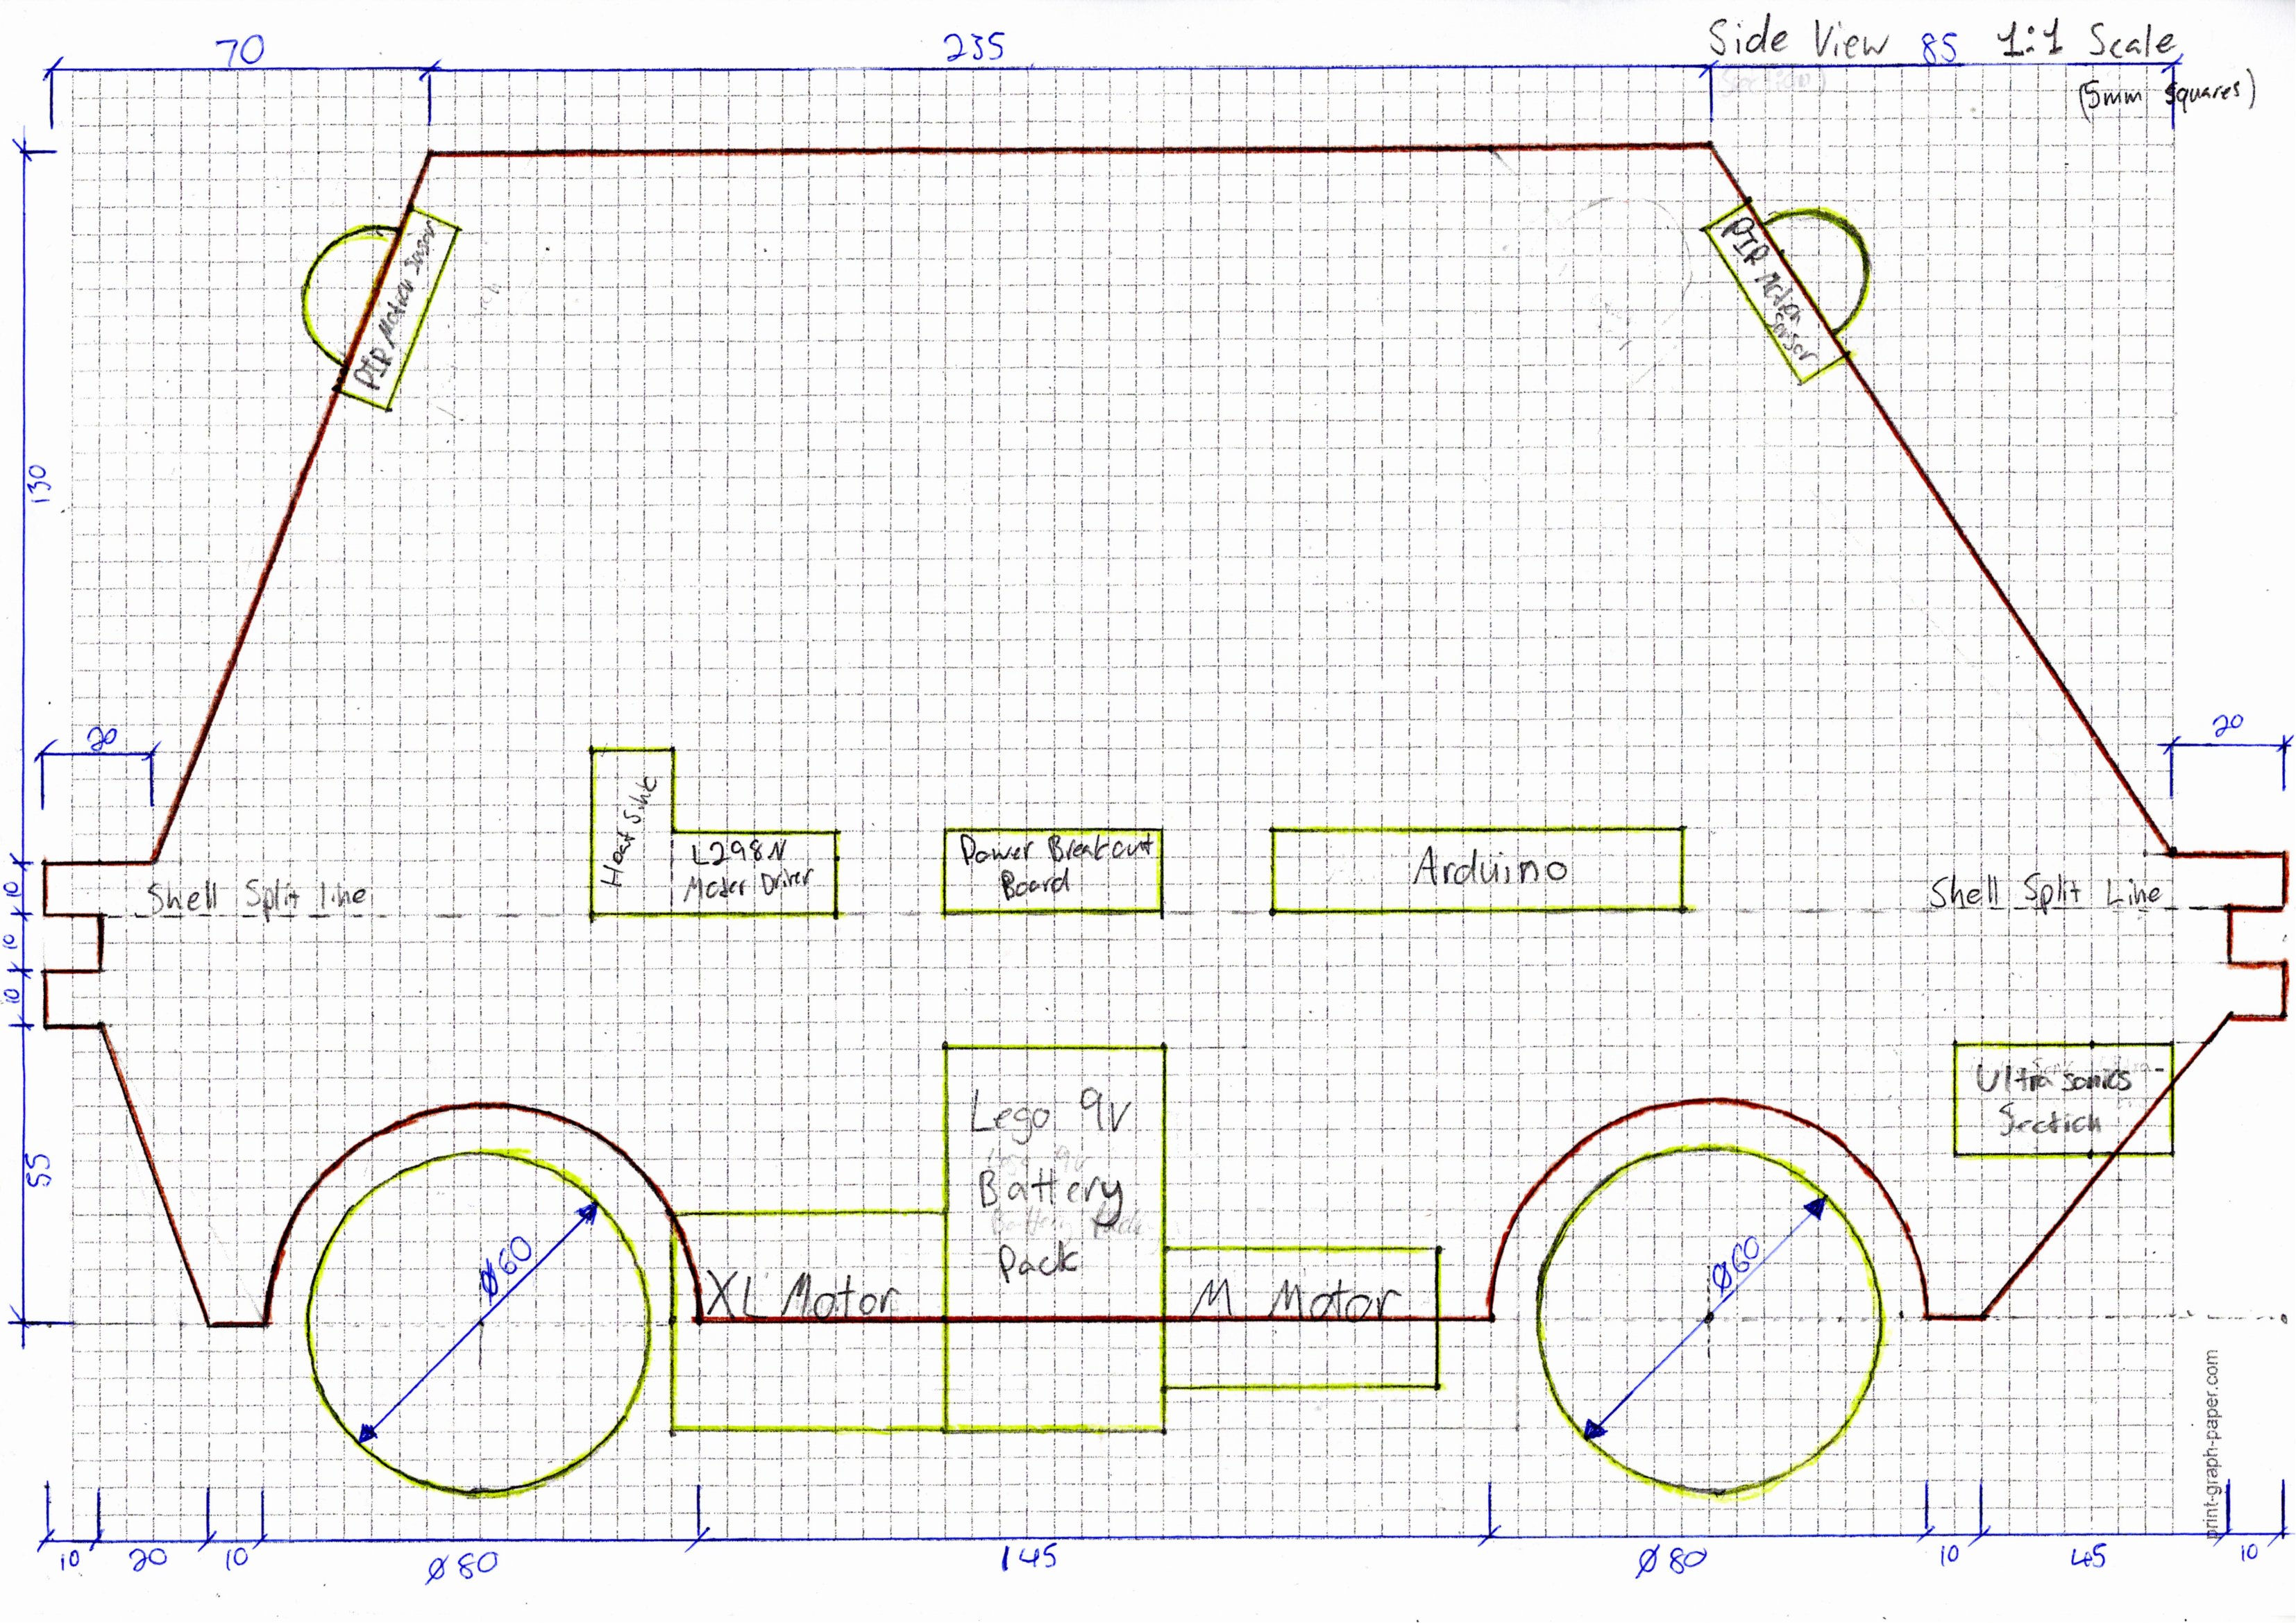 Side View 1:1 Scale
(5mm Squares)
70
235
85
PIR Motion Sensor
PIR Motion
Sensor
130
20
20
Heat Sink
L298N
Motor Driver
Power Breakout
Board
Arduino
Shell Split Line
Shell Split Line
10
10
10
Ultrasonics
Section
Lego 9v
Battery
Pack
55
Ø60
Ø60
XL Motor
M Motor
print-graph-paper.com
10
20
10
Ø80
145
Ø80
10
45
10